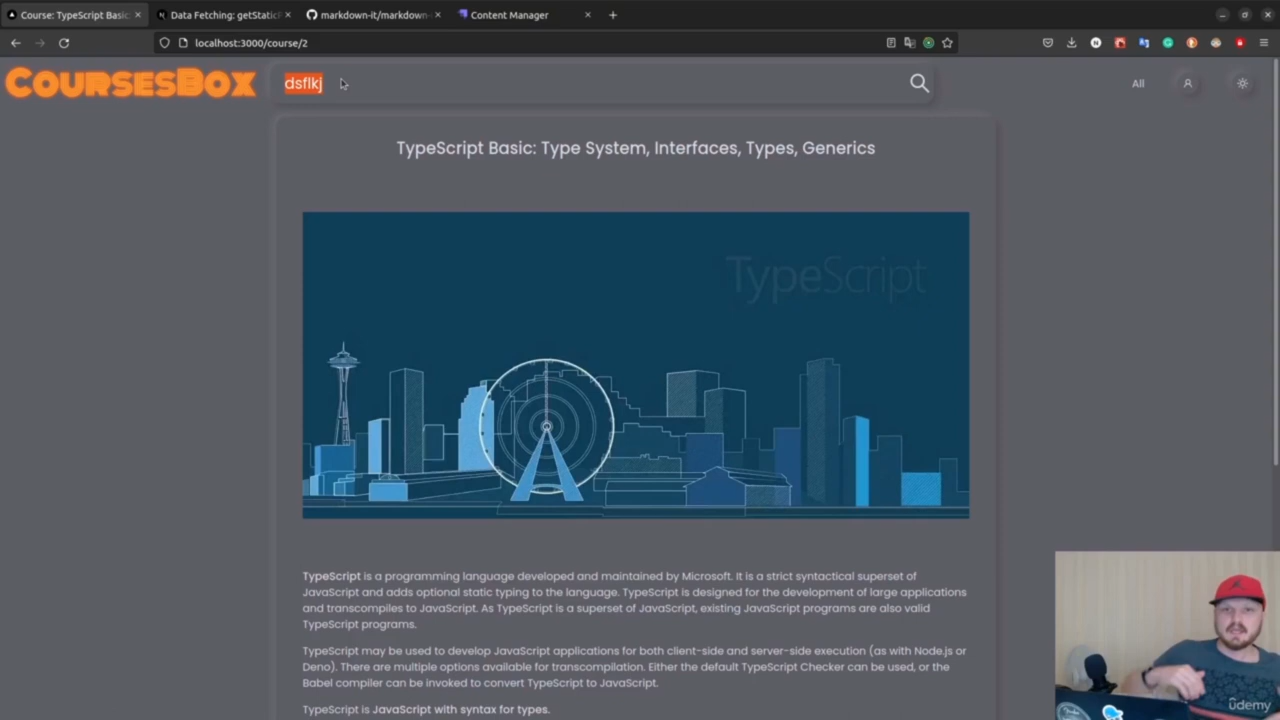 Course: TypeScript Basic:
Data Fetching: getStaticP
markdown-it/markdown-
Content Manager
localhost:3000/course/2
COURSESBOX
dsflkj
All
TypeScript Basic: Type System, Interfaces, Types, Generics
TypeScript
TypeScript is a programming language developed and maintained by Microsoft. It is a strict syntactical superset of
JavaScript and adds optional static typing to the language. TypeScript is designed for the development of large applications
and transcompiles to JavaScript. As TypeScript is a superset of JavaScript, existing JavaScript programs are also valid
TypeScript programs.
TypeScript may be used to develop JavaScript applications for both client-side and server-side execution (as with Node.js or
Deno). There are multiple options available for transcompilation. Either the default TypeScript Checker can be used, or the
Babel compiler can be invoked to convert TypeScript to JavaScript.
TypeScript is JavaScript with syntax for types.
udemy